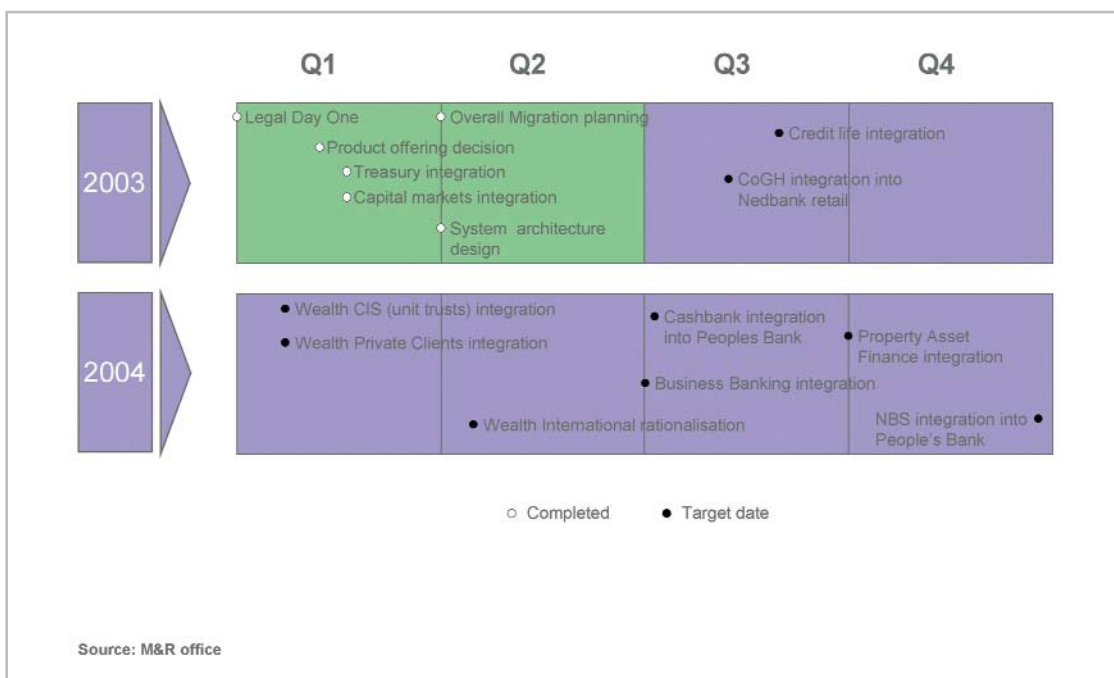 Q1 Q2 Q3 Q4
2003
Legal Day One
Overall Migration planning
Product offering decision
Treasury integration
Capital markets integration
System architecture
design
Credit life integration
CoGH integration into
Nedbank retail
2004
Wealth CIS (unit trusts) integration
Wealth Private Clients integration
Wealth International rationalisation
Cashbank integration
into Peoples Bank
Business Banking integration
Property Asset
Finance integration
NBS integration into
People's Bank
Completed
Target date
Source: M&R office